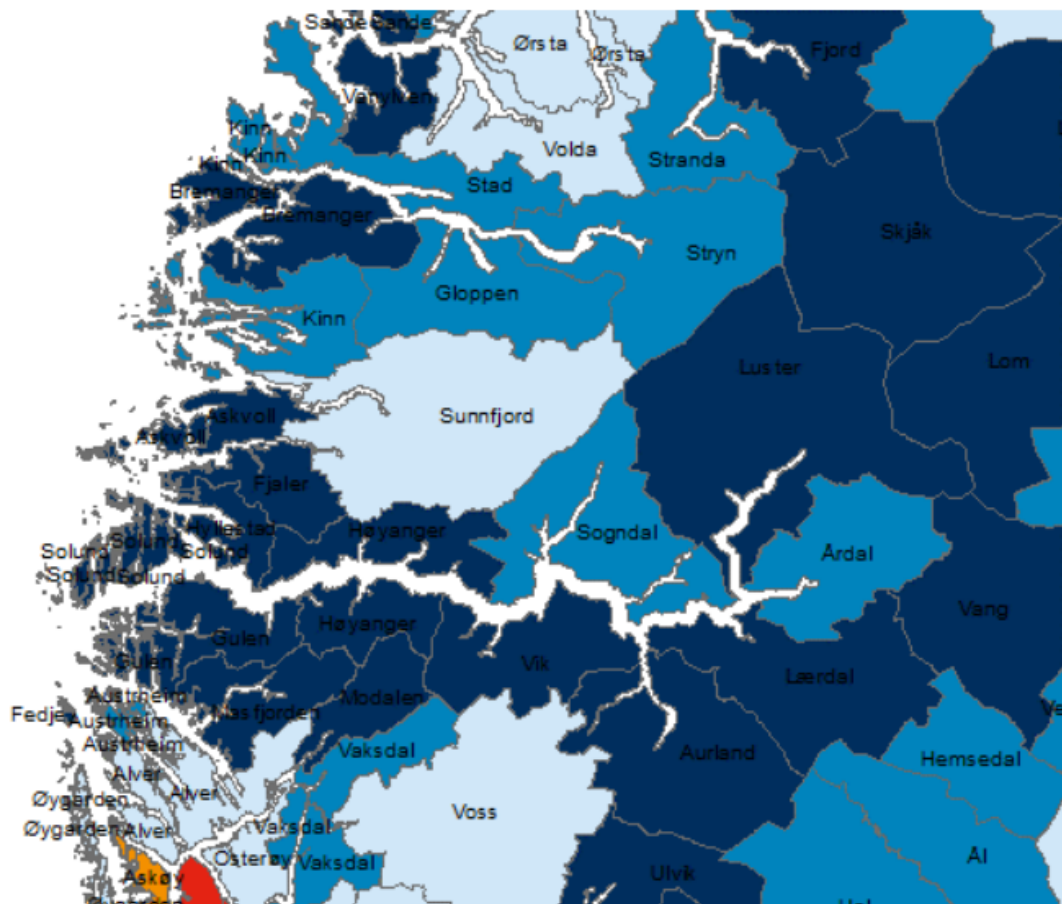 Sande Sande
Ørsta
Ørsta
Fjord
Vanylven
Kinn
Kinn
Kinn
Volda
Stranda
Stad
Bremanger
Bremanger
Skjåk
Stryn
Gloppen
Kinn
Luster
Lom
Askvoll
Sunnfjord
Askvoll
Fjaler
Hyllestad
Høyanger
Sogndal
Solund
Solund
Solund
Årdal
Solund
Solund
Vang
Gulen
Høyanger
Gulen
Vik
Lærdal
Austrheim
Modalen
Fedje
Masfjorden
Austrheim
Austrheim
Vaksdal
Aurland
Hemsedal
Alver
Alver
Øygarden
Voss
Øygarden
Alver
Vaksdal
Osterøy
Vaksdal
Ål
Askøy
Ulvik